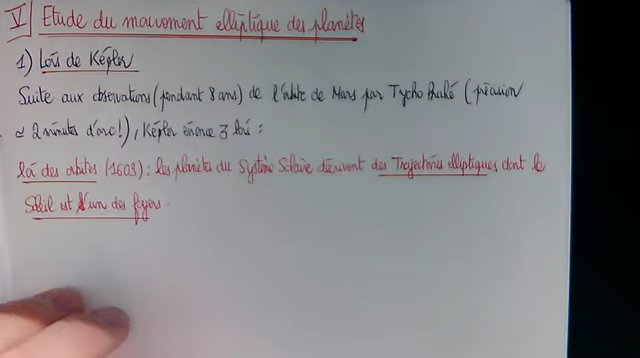 V) Etude du mouvement elliptique des planètes
1) Lois de Képler
Suite aux observations (pendant 8 ans) de l'orbite de Mars par Tycho Brahé (précision
≃ 2 minutes d'arc !), Képler énonce 3 lois :
loi des orbites (1609) : les planètes du Système Solaire décrivent des Trajectoires elliptiques dont le
Soleil est l'un des foyers.